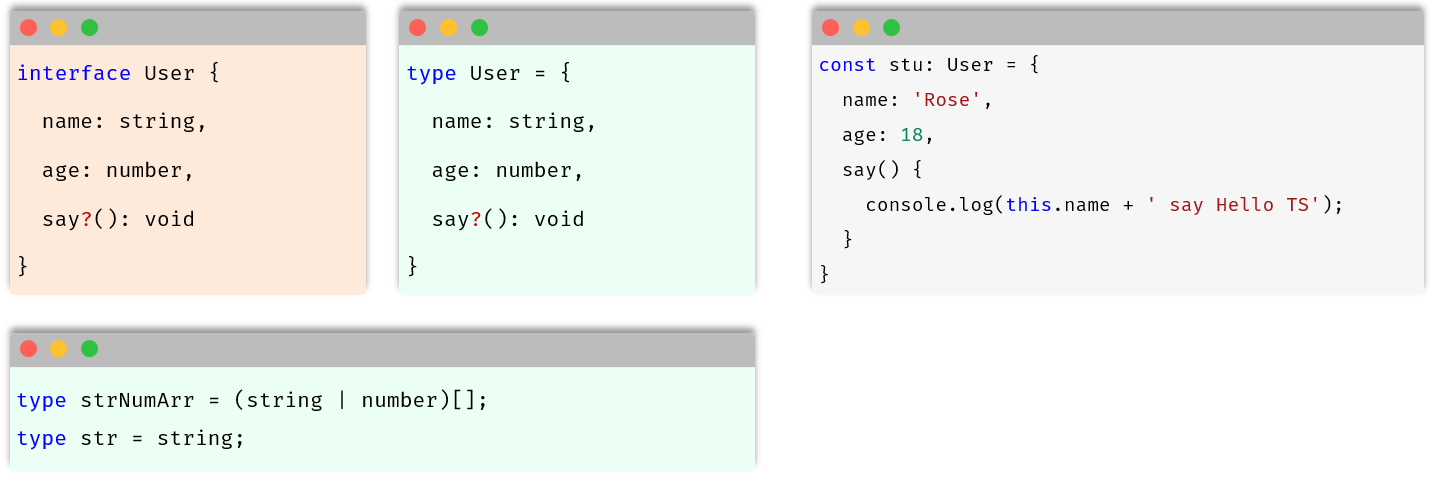 interface User {
  name: string,
  age: number,
  say?(): void
}
type User = {
  name: string,
  age: number,
  say?(): void
}
const stu: User = {
  name: 'Rose',
  age: 18,
  say() {
    console.log(this.name + ' say Hello TS');
  }
}
type strNumArr = (string | number)[];
type str = string;